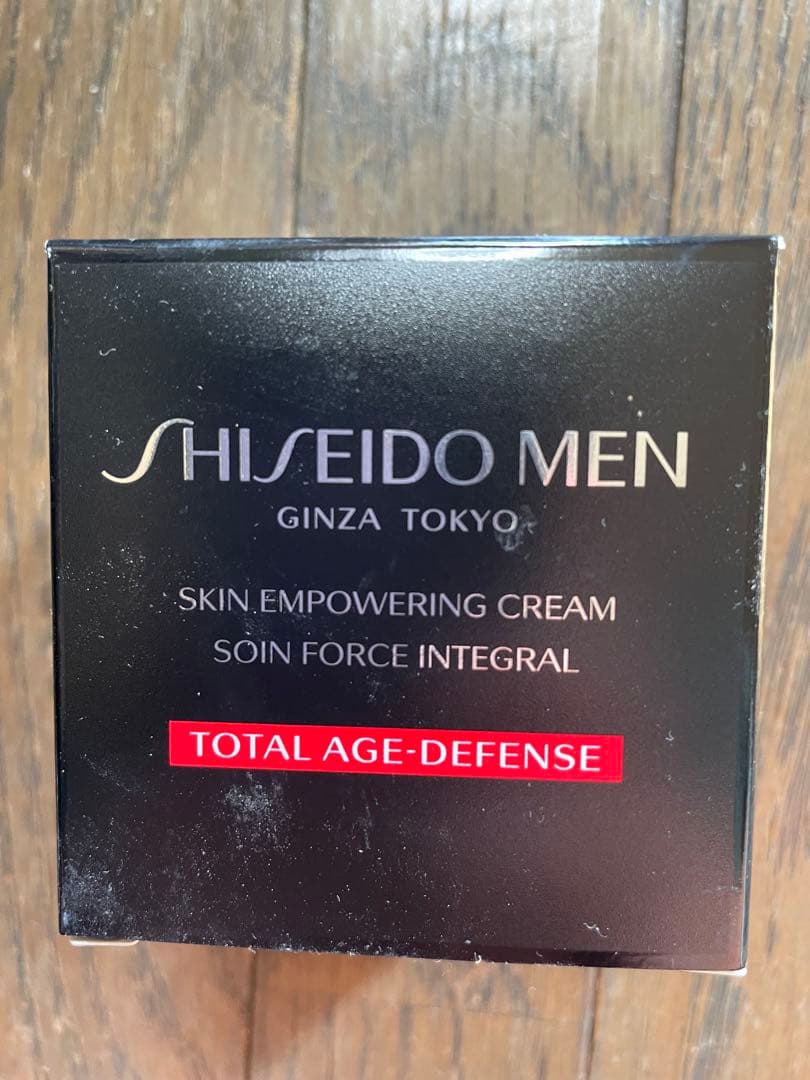 SHISEIDO MEN
GINZA TOKYO
SKIN EMPOWERING CREAM
SOIN FORCE INTEGRAL
TOTAL AGE-DEFENSE